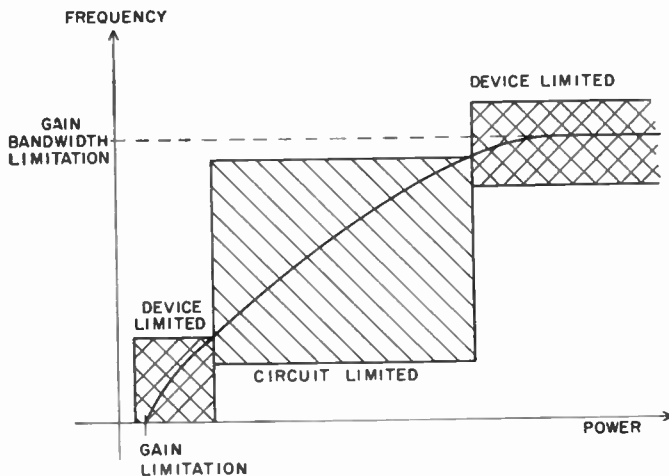 FREQUENCY
DEVICE LIMITED
GAIN
BANDWIDTH
LIMITATION
DEVICE
LIMITED
CIRCUIT LIMITED
POWER
GAIN
LIMITATION